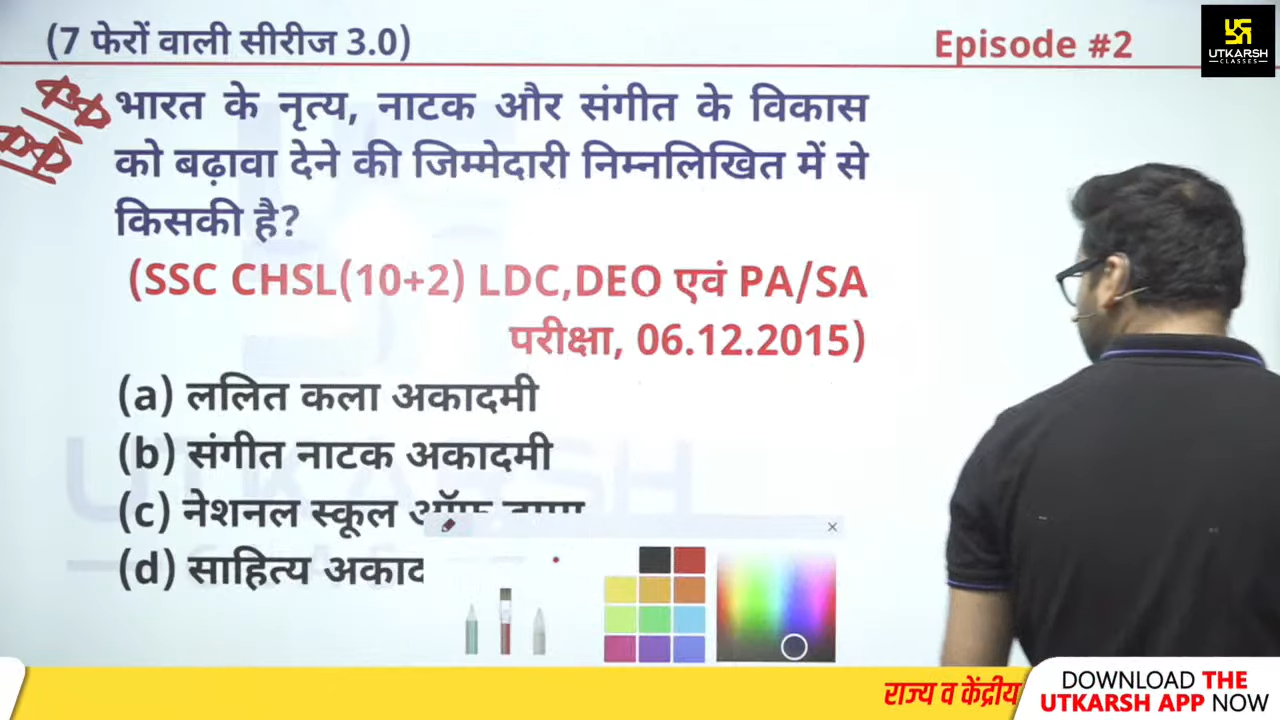 (7 फेरों वाली सीरीज 3.0)
Episode #2
UTKARSH
CLASSES
भारत के नृत्य, नाटक और संगीत के विकास
को बढ़ावा देने की जिम्मेदारी निम्नलिखित में से
किसकी है?
(SSC CHSL(10+2) LDC,DEO एवं PA/SA
परीक्षा, 06.12.2015)
(a) ललित कला अकादमी
(b) संगीत नाटक अकादमी
(c) नेशनल स्कूल
(d) साहित्य
UTKARSH
राज्य व केंद्रीय
DOWNLOAD THE
UTKARSH APP NOW